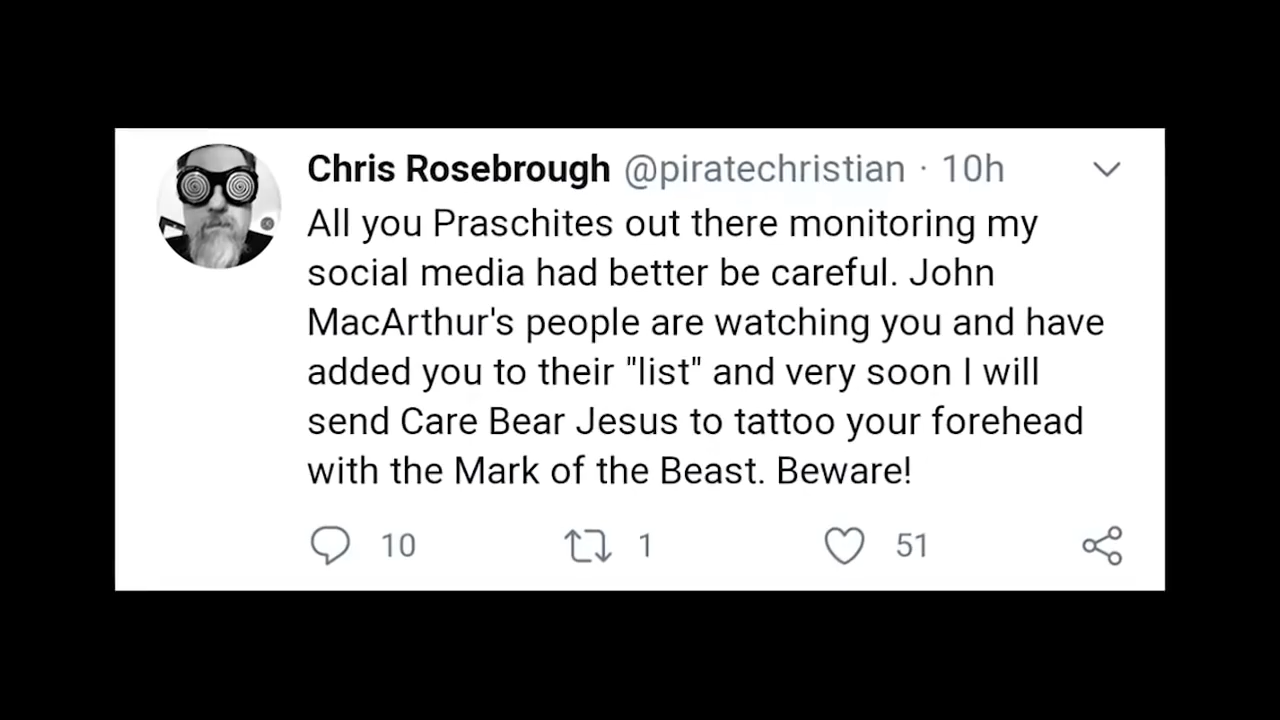 Chris Rosebrough @piratechristian · 10h
All you Praschites out there monitoring my
social media had better be careful. John
MacArthur's people are watching you and have
added you to their "list" and very soon I will
send Care Bear Jesus to tattoo your forehead
with the Mark of the Beast. Beware!
10 1 51